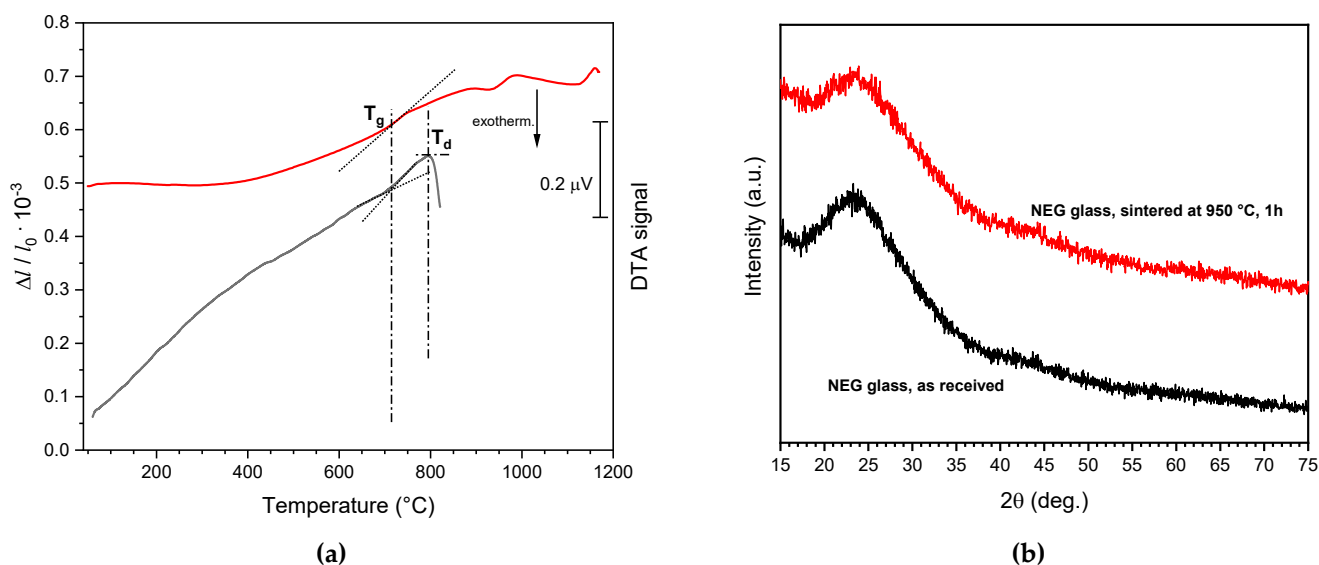 0.8
0.7
0.6
0.5
0.4
0.3
0.2
0.1
0.0
Δl / l₀ · 10⁻³
T_g
T_d
exotherm.
0.2 μV
DTA signal
200 400 600 800 1000 1200
Temperature (°C)
(a)
Intensity (a.u.)
NEG glass, sintered at 950 °C, 1h
NEG glass, as received
15 20 25 30 35 40 45 50 55 60 65 70 75
2θ (deg.)
(b)